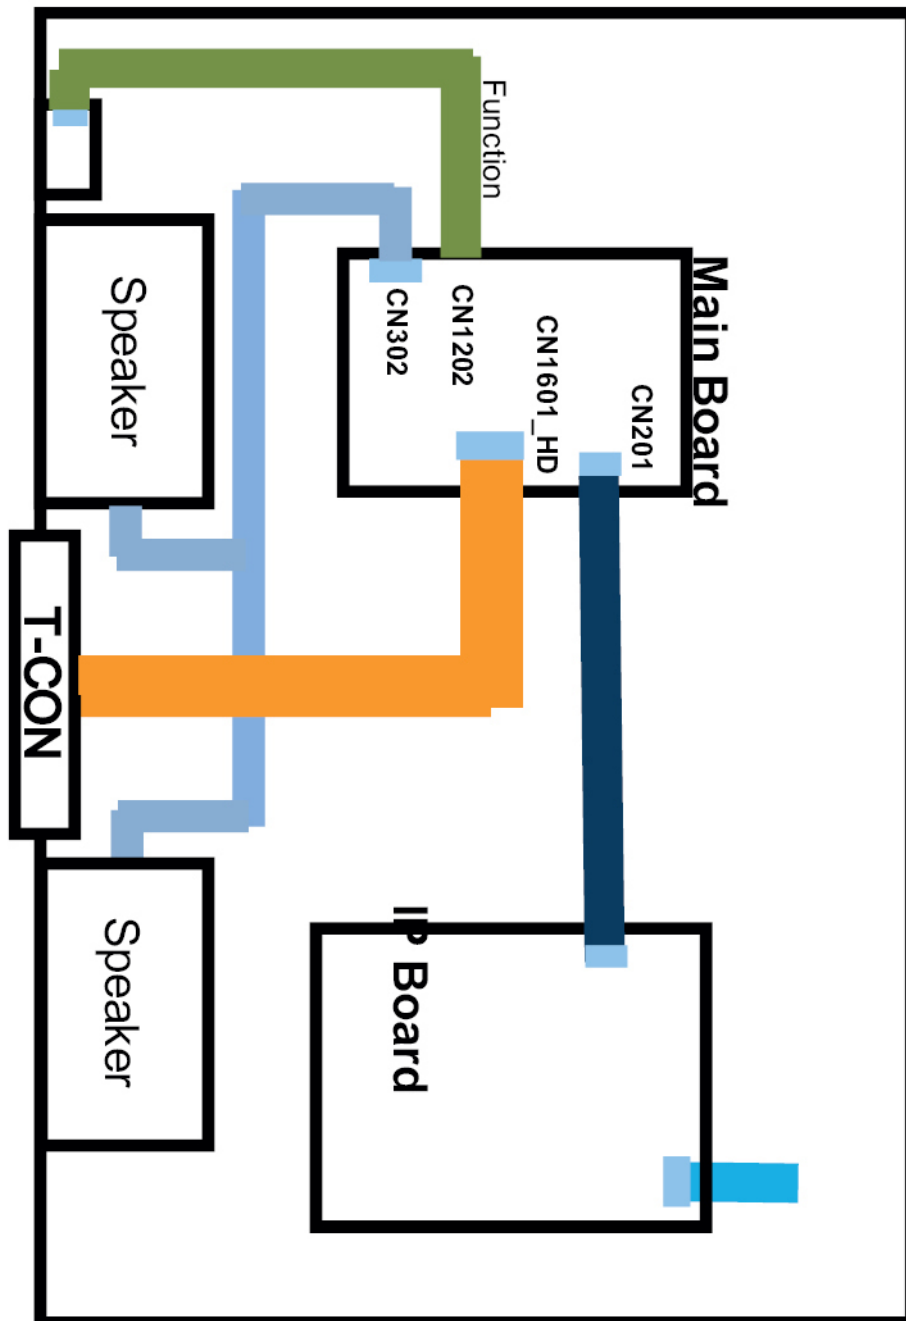 IP Board
CN201
Main Board
CN1601_HD
CN1202
Function
CN302
Speaker
T-CON
Speaker